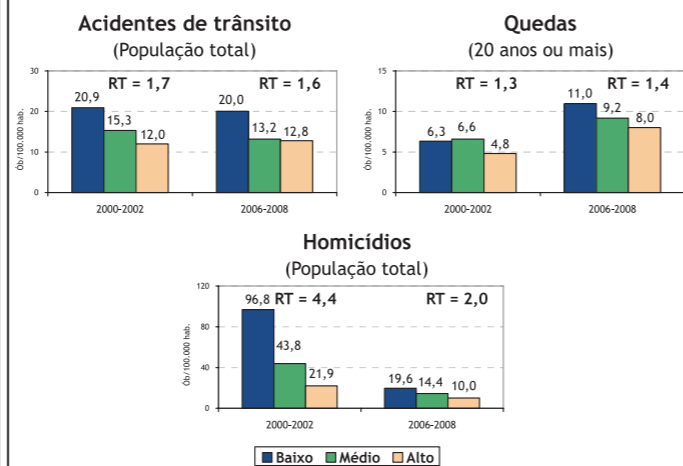 Acidentes de trânsito
(População total)
Ób/100.000 hab.
30
20
10
0
RT = 1,7
RT = 1,6
20,9
15,3
12,0
20,0
13,2
12,8
2000-2002
2006-2008
Quedas
(20 anos ou mais)
Ób/100.000 hab.
15
10
5
0
RT = 1,3
RT = 1,4
6,3
6,6
4,8
11,0
9,2
8,0
2000-2002
2006-2008
Homicídios
(População total)
Ób/100.000 hab.
120
80
40
0
96,8 RT = 4,4
RT = 2,0
43,8
21,9
19,6
14,4
10,0
2000-2002
2006-2008
Baixo Médio Alto